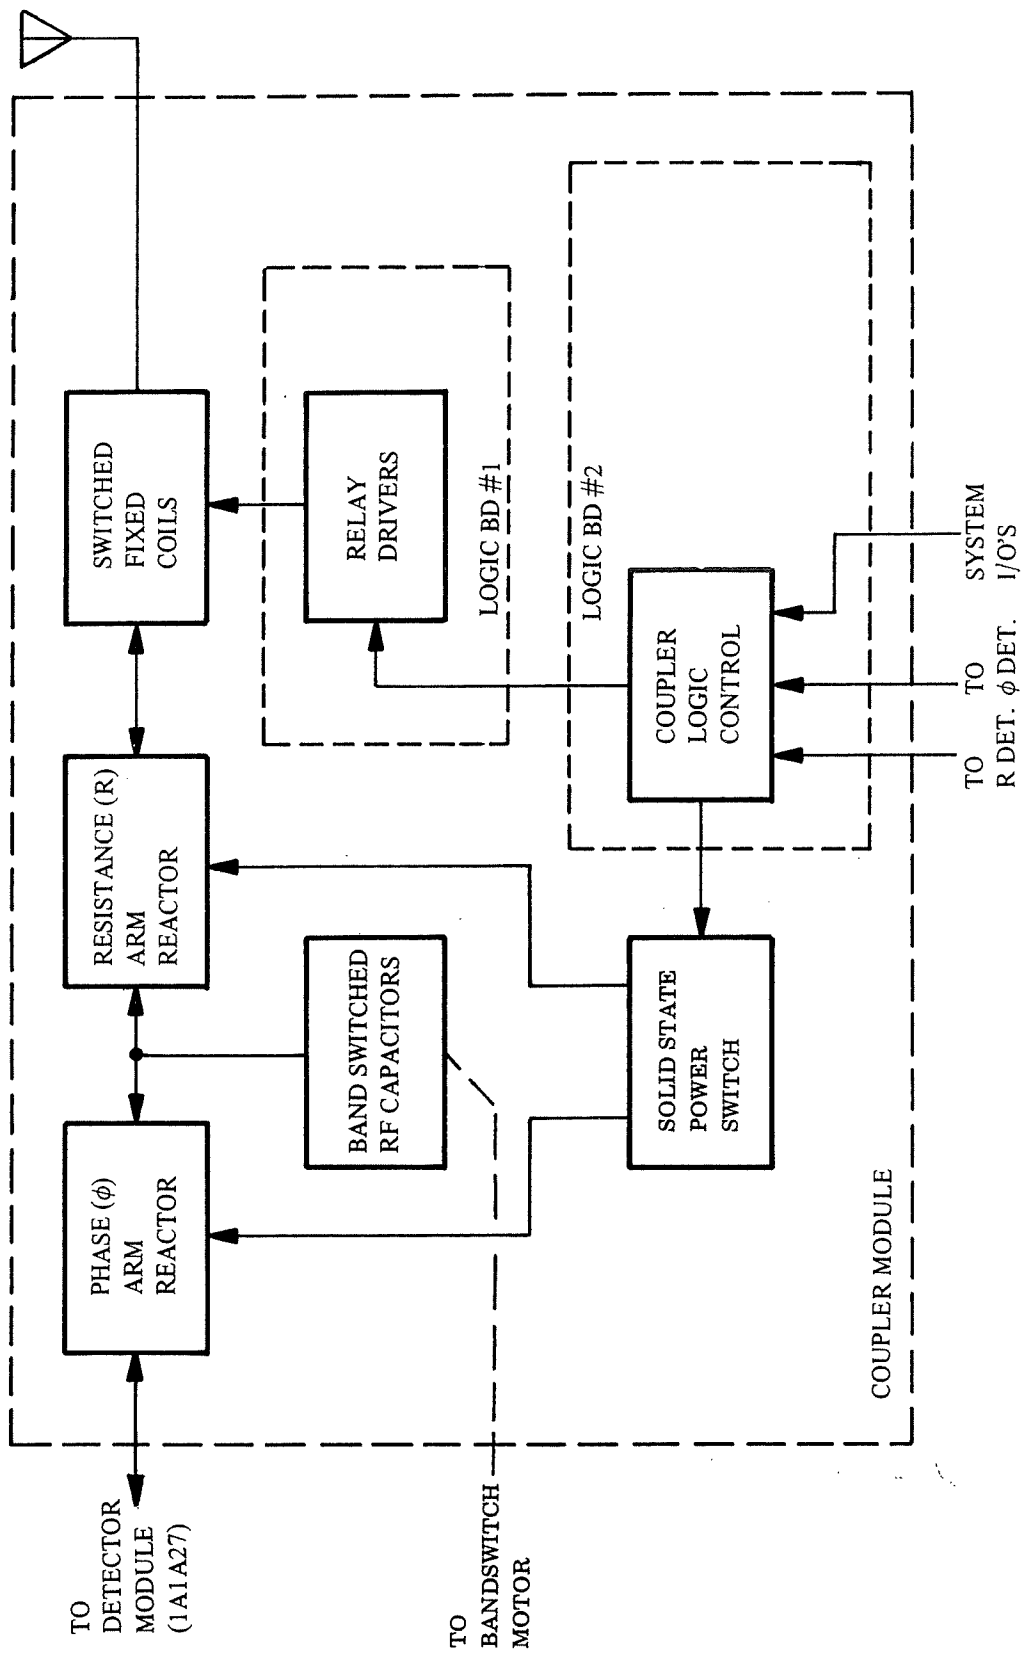 TO
DETECTOR
MODULE
(1A1A27)
PHASE (ϕ)
ARM
REACTOR
RESISTANCE (R)
ARM
REACTOR
SWITCHED
FIXED
COILS
TO
BANDSWITCH
MOTOR
BAND SWITCHED
RF CAPACITORS
RELAY
DRIVERS
LOGIC BD #1
LOGIC BD #2
SOLID STATE
POWER
SWITCH
COUPLER
LOGIC
CONTROL
COUPLER MODULE
TO
R DET.
TO
ϕ DET.
SYSTEM
I/O'S